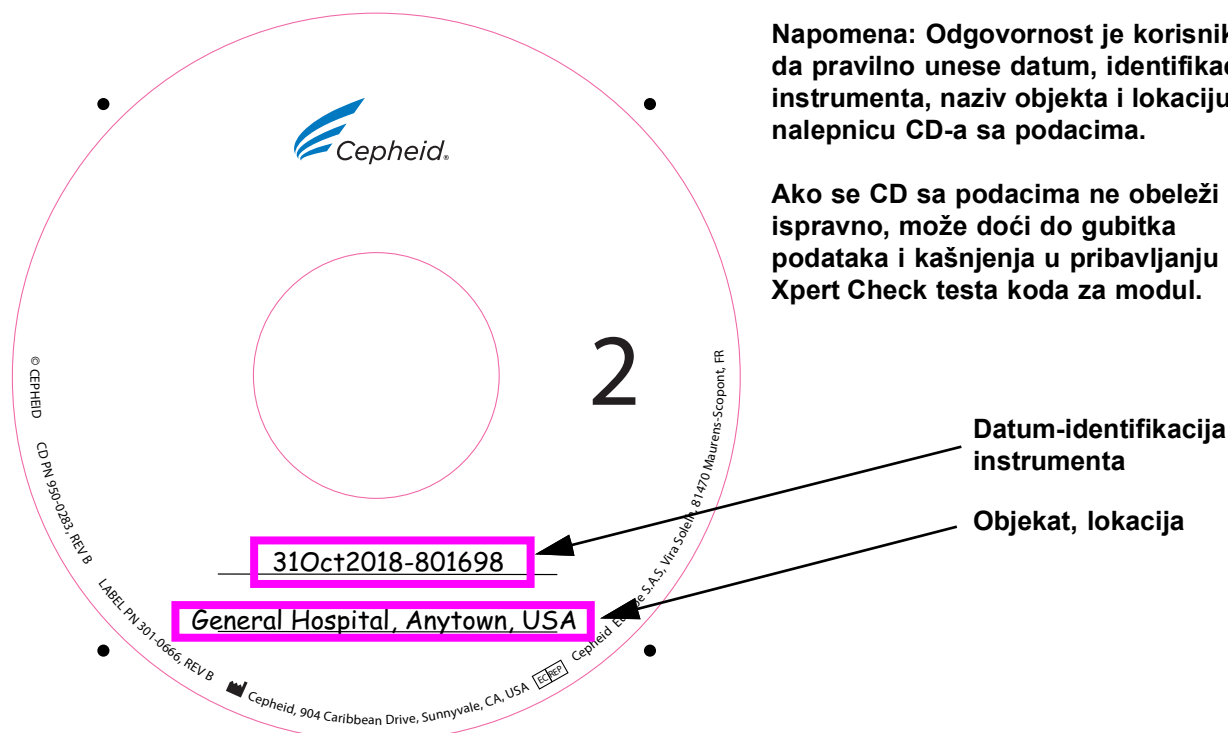 Napomena: Odgovornost je
da pravilno unese datum,
instrumenta, naziv objekta i lokaciju
nalepnicu CD-a sa podacima.
Ako se CD sa podacima ne obeleži
ispravno, može doći do gubitka
podataka i kašnjenja u pribavljanju
Xpert Check testa koda za modul.
Cepheid®
2
Datum-identifikacija
instrumenta
Objekat, lokacija
31Oct2018-801698
General Hospital, Anytown, USA
© CEPHEID CD PN 950-0283, REV B LABEL PN 301-0666, REV B Cepheid, 904 Caribbean Drive, Sunnyvale, CA, USA EC REP Cepheid S.A.S, Vira Solelh, 81470 Maurens-Scopont, FR